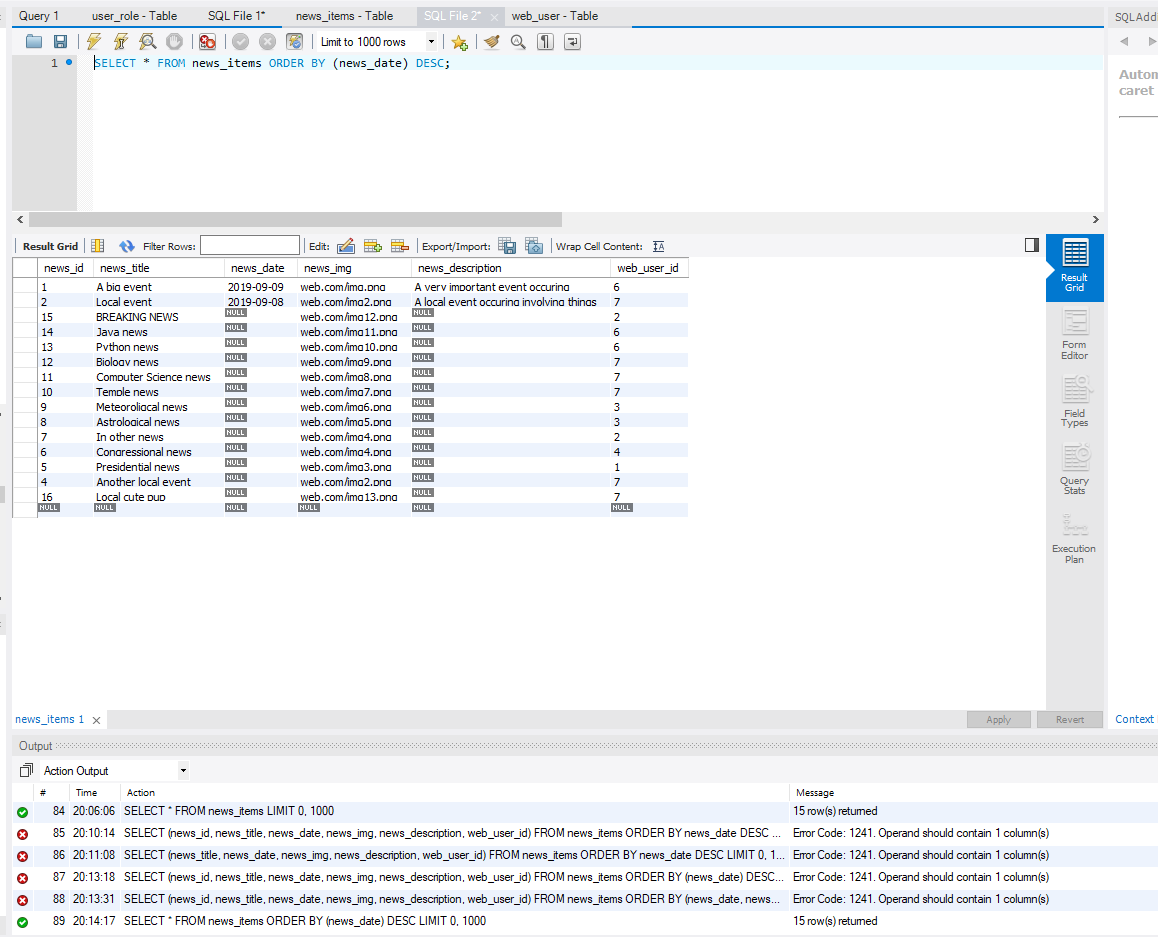 Query 1 user_role - Table SQL File 1* news_items - Table SQL File 2* web_user - Table SQLAddi
Limit to 1000 rows
Autom
caret
1 SELECT * FROM news_items ORDER BY (news_date) DESC;
Result Grid Filter Rows: Edit: Export/Import: Wrap Cell Content:
news_id news_title news_date news_img news_description web_user_id
1 A big event 2019-09-09 web.com/img.png A very important event occuring 6
2 Local event 2019-09-08 web.com/img2.png A local event occuring involving things 7
15 BREAKING NEWS NULL web.com/img12.png NULL 2
14 Java news NULL web.com/img11.png NULL 6
13 Python news NULL web.com/img10.png NULL 6
12 Biology news NULL web.com/img9.png NULL 7
11 Computer Science news NULL web.com/img8.png NULL 7
10 Temple news NULL web.com/img7.png NULL 7
9 Meteoroligacal news NULL web.com/img6.png NULL 3
8 Astrological news NULL web.com/img5.png NULL 3
7 In other news NULL web.com/img4.png NULL 2
6 Congressional news NULL web.com/img4.png NULL 4
5 Presidential news NULL web.com/img3.png NULL 1
4 Another local event NULL web.com/img2.png NULL 7
16 Local cute pup NULL web.com/img13.png NULL 7
NULL NULL NULL NULL NULL NULL
Result
Grid
Form
Editor
Field
Types
Query
Stats
Execution
Plan
news_items 1 Apply Revert Context
Output
Action Output
# Time Action Message
84 20:06:06 SELECT * FROM news_items LIMIT 0, 1000 15 row(s) returned
85 20:10:14 SELECT (news_id, news_title, news_date, news_img, news_description, web_user_id) FROM news_items ORDER BY news_date DESC ... Error Code: 1241. Operand should contain 1 column(s)
86 20:11:08 SELECT (news_title, news_date, news_img, news_description, web_user_id) FROM news_items ORDER BY news_date DESC LIMIT 0, 1... Error Code: 1241. Operand should contain 1 column(s)
87 20:13:18 SELECT (news_id, news_title, news_date, news_img, news_description, web_user_id) FROM news_items ORDER BY (news_date) DESC... Error Code: 1241. Operand should contain 1 column(s)
88 20:13:31 SELECT (news_id, news_title, news_date, news_img, news_description, web_user_id) FROM news_items ORDER BY (news_date, news... Error Code: 1241. Operand should contain 1 column(s)
89 20:14:17 SELECT * FROM news_items ORDER BY (news_date) DESC LIMIT 0, 1000 15 row(s) returned